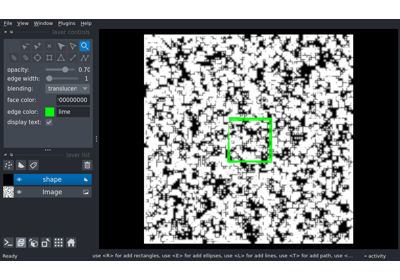 File View Window Plugins Help
layer controls
opacity: 0.70
edge width: 1
blending: translucen
face color: 00000000
edge color: lime
display text:
layer list
shape
Image
Ready
use <R> for add rectangles, use <E> for add ellipses, use <L> for add lines, use <T> for add path, use <...
activity